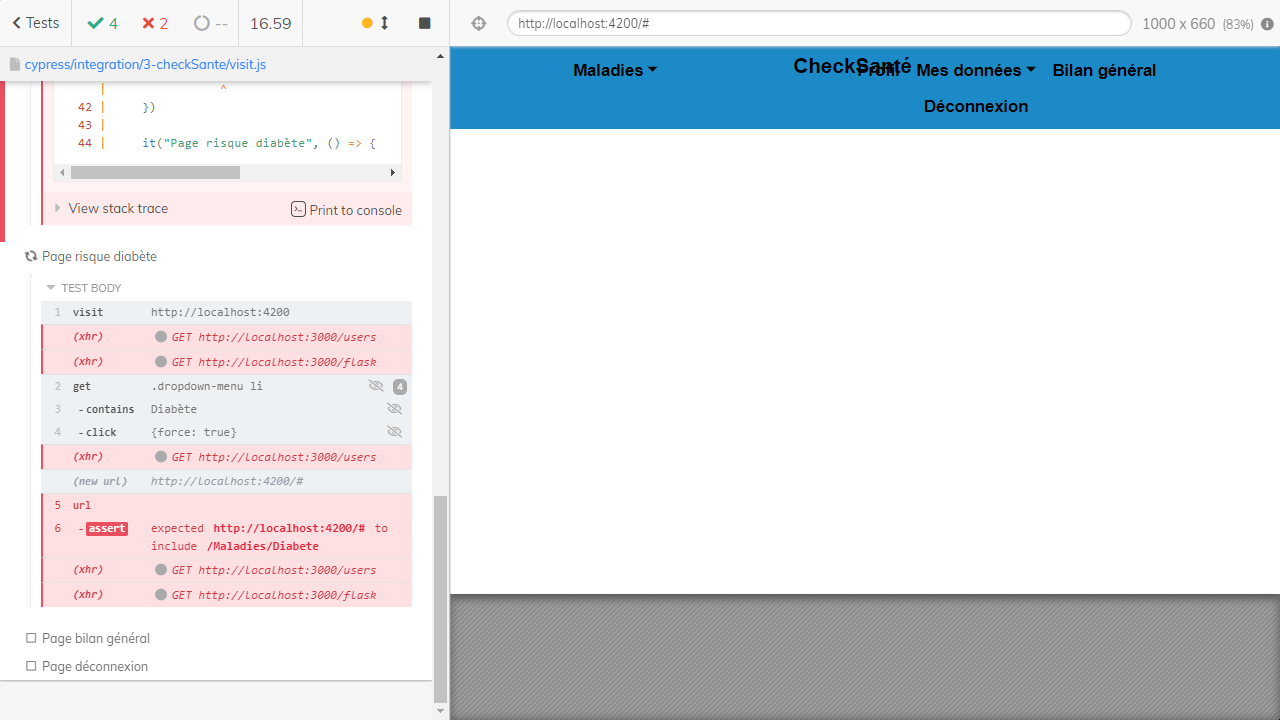 Tests
4
2
--
16.59
http://localhost:4200/#
1000 x 660 (83%)
cypress/integration/3-checkSante/visit.js
| ^
42 | })
43 |
44 | it("Page risque diabète", () => {
View stack trace
Print to console
Page risque diabète
TEST BODY
1 visit http://localhost:4200
(xhr) GET http://localhost:3000/users
(xhr) GET http://localhost:3000/flask
2 get .dropdown-menu li 4
3 -contains Diabète
4 -click {force: true}
(xhr) GET http://localhost:3000/users
(new url) http://localhost:4200/#
5 url
6 -assert expected http://localhost:4200/# to
include /Maladies/Diabete
(xhr) GET http://localhost:3000/users
(xhr) GET http://localhost:3000/flask
Page bilan général
Page déconnexion
Maladies
CheckSanté
Profil
Mes données
Bilan général
Déconnexion